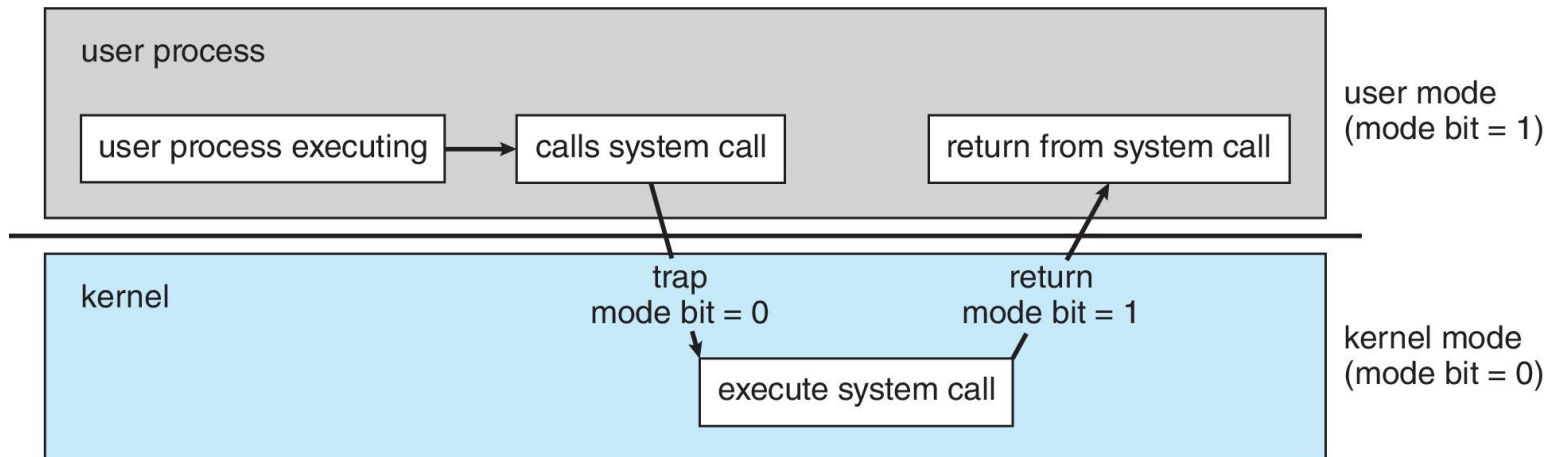 user process
user process executing
calls system call
return from system call
user mode
(mode bit = 1)
kernel
trap
mode bit = 0
return
mode bit = 1
execute system call
kernel mode
(mode bit = 0)